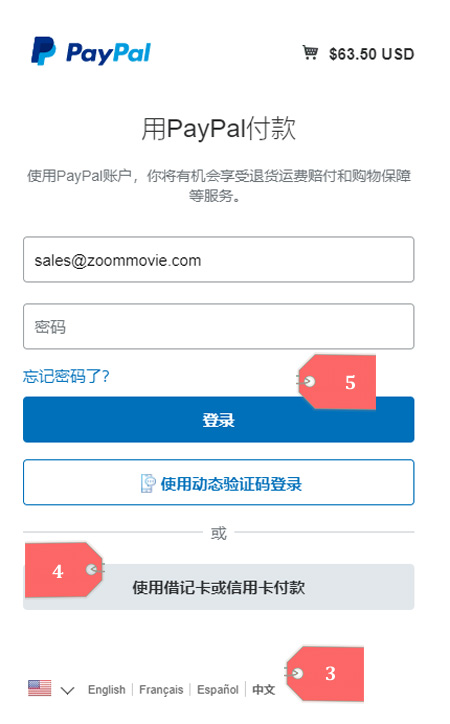 PayPal
$63.50 USD
用PayPal付款
使用PayPal账户，你将有机会享受退货运费赔付和购物保障
等服务。
sales@zoommovie.com
密码
忘记密码了?
5
登录
使用动态验证码登录
或
4
使用借记卡或信用卡付款
3
English Français Español 中文